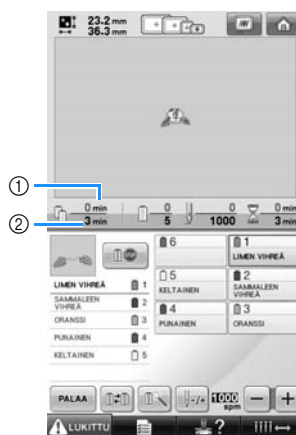 23.2 mm
36.3 mm
①
②
0 min 0 0 0 min
3 min 5 1000 3 min
6
1
LIMEN VIHREÄ
5
KELTAINEN
2
SAMMALEEN
VIHREÄ
4
PUNAINEN
3
ORANSSI
LIMEN VIHREÄ 1
SAMMALEEN
VIHREÄ 2
ORANSSI 3
PUNAINEN 4
KELTAINEN 5
PALAA
-/+
1000
spm
− +
LUKITTU
?